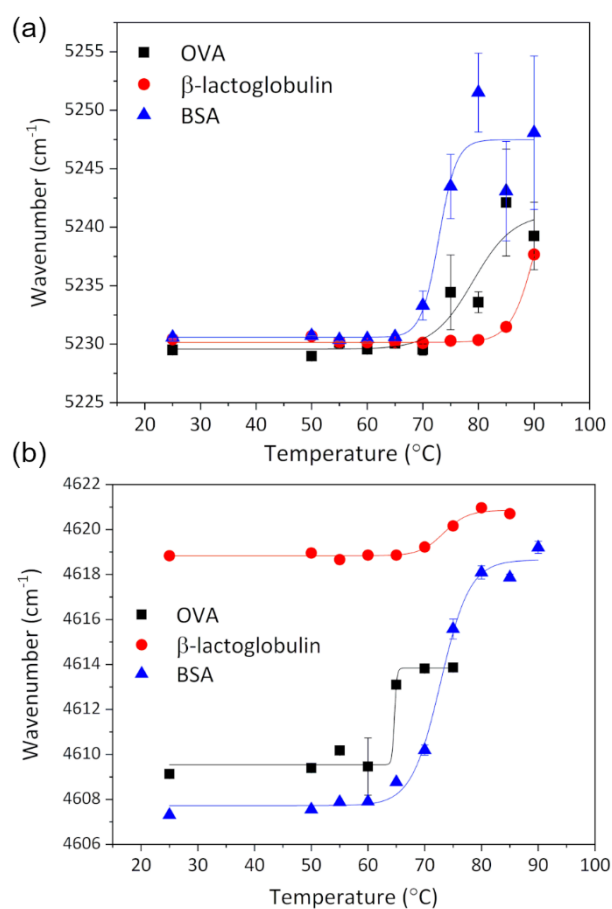 (a)
OVA
β-lactoglobulin
BSA
5255
5250
5245
5240
5235
5230
5225
Wavenumber (cm-1)
20 30 40 50 60 70 80 90 100
Temperature (°C)
(b)
4622
4620
4618
4616
4614
4610
4608
4606
Wavenumber (cm-1)
OVA
β-lactoglobulin
BSA
20 30 40 50 60 70 80 90 100
Temperature (°C)